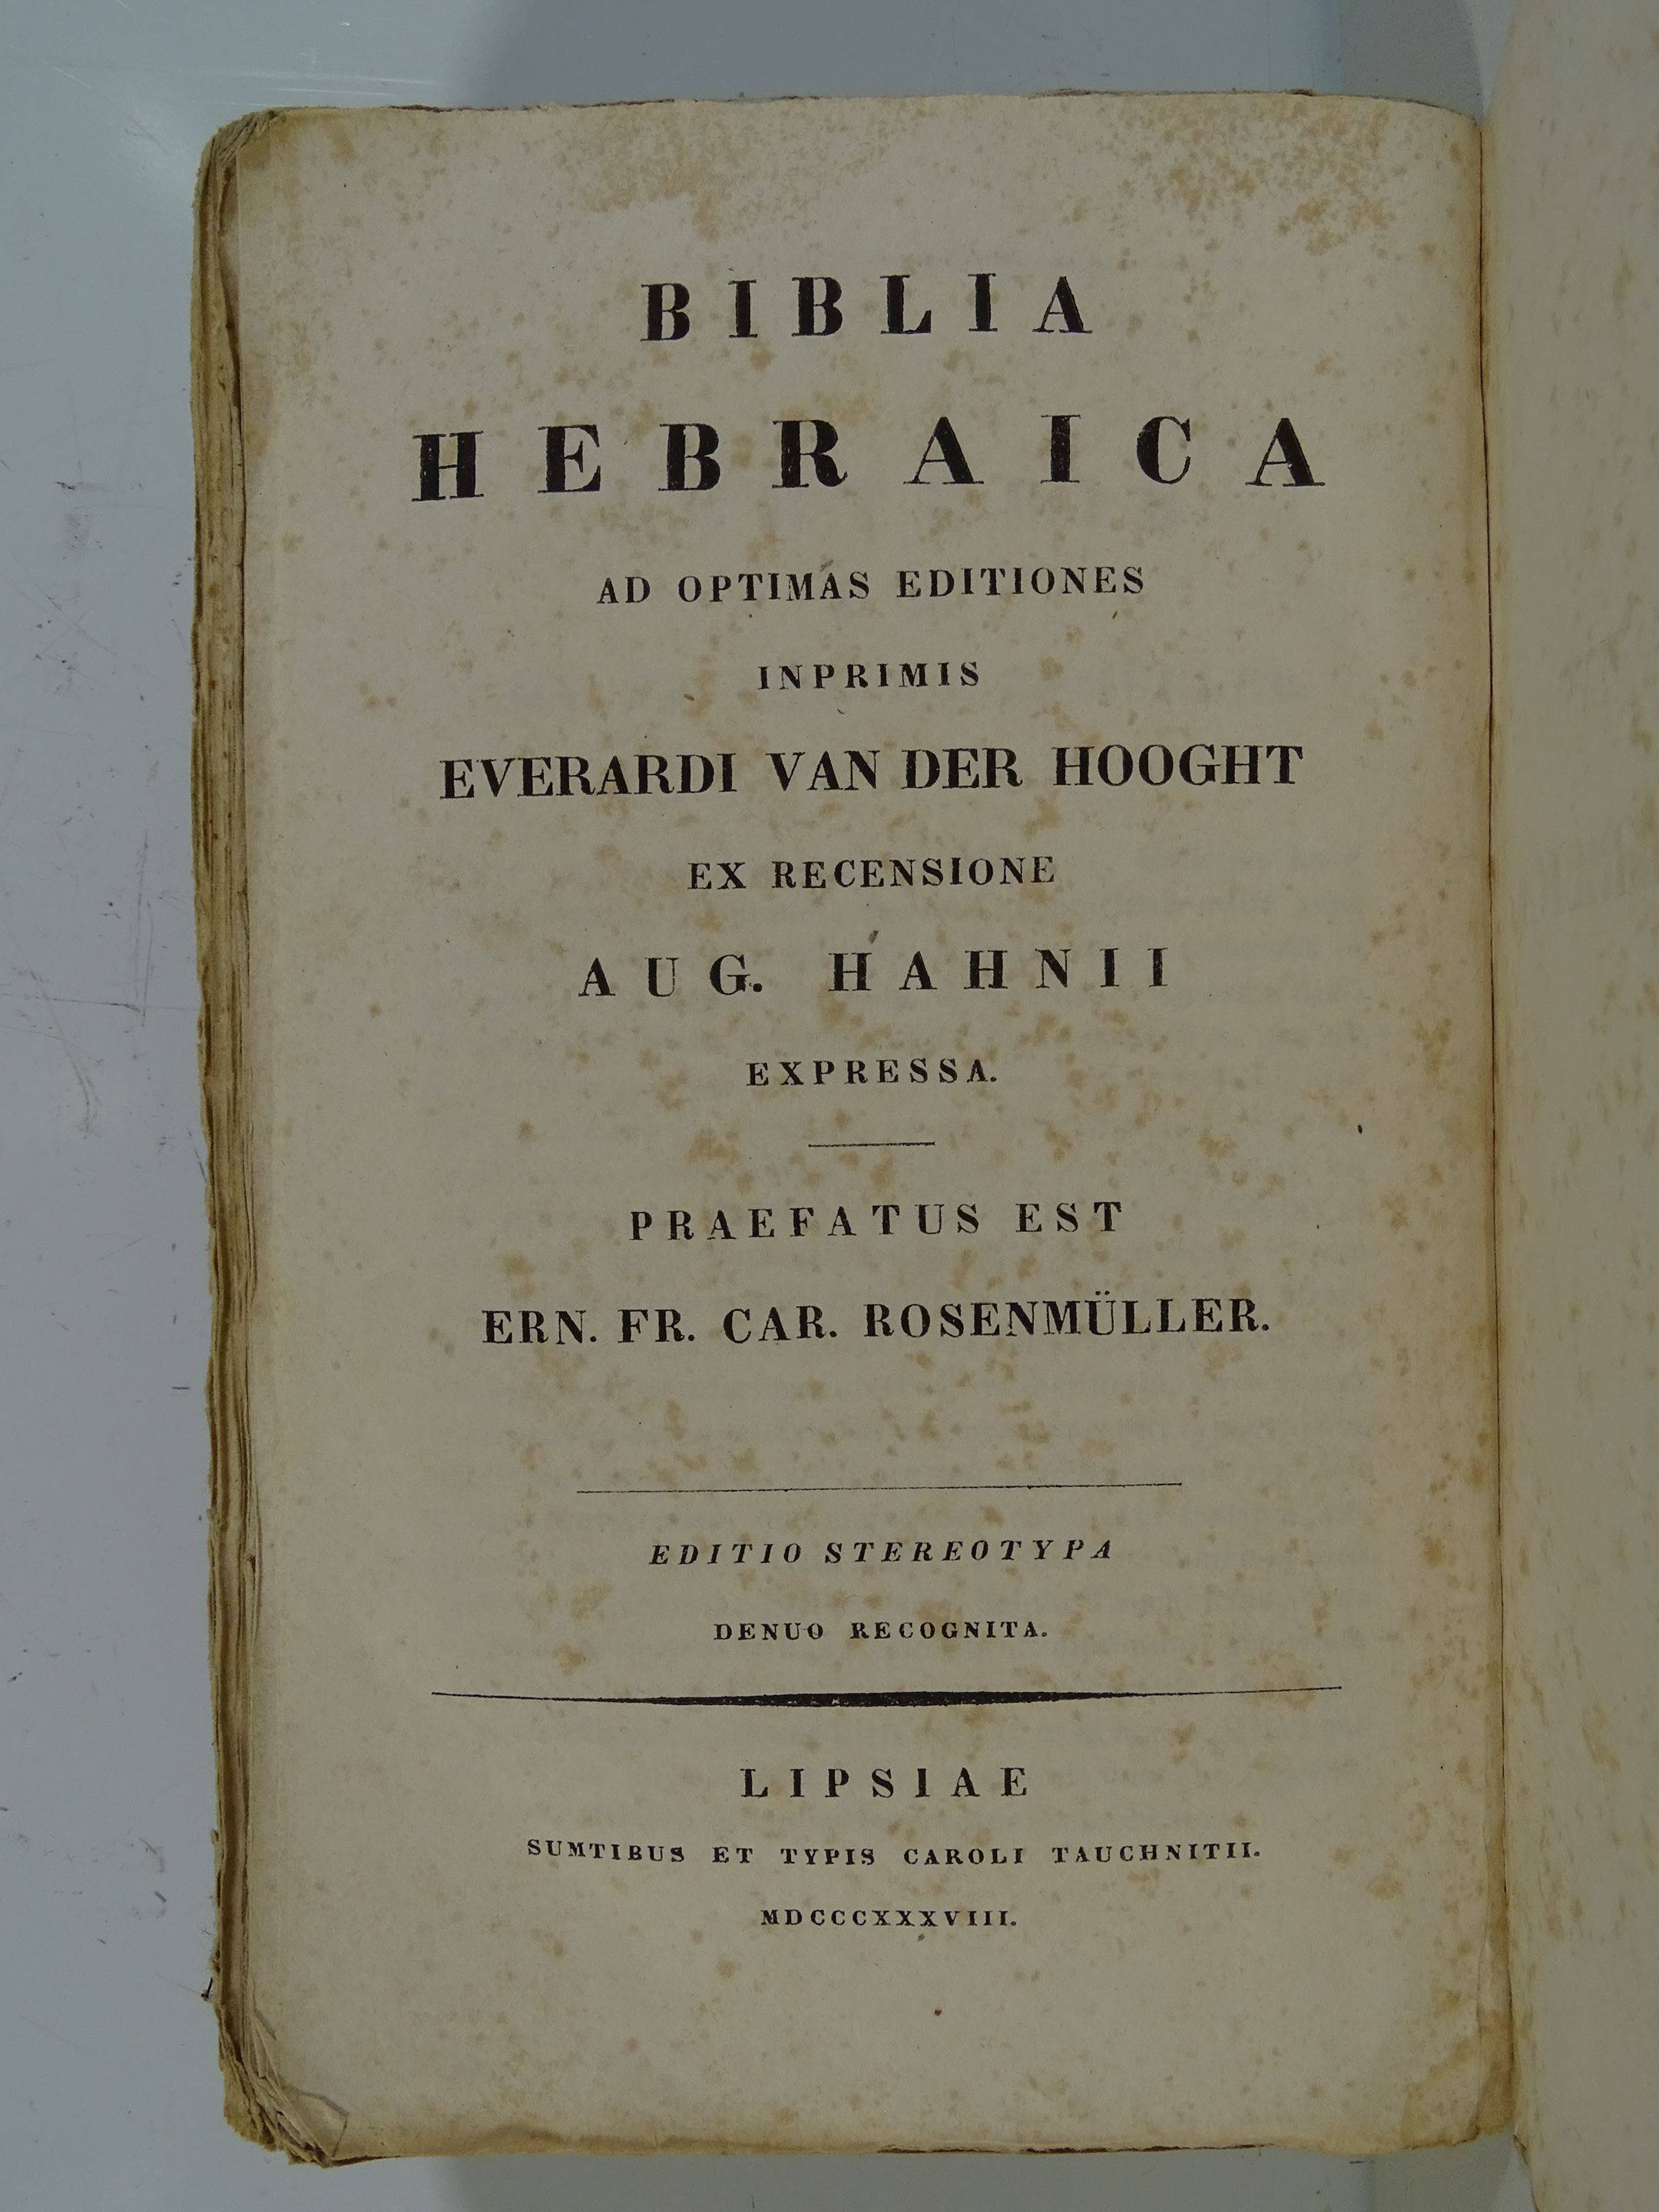 BIBLIA
HEBRAICA
AD OPTIMAS EDITIONES
INPRIMIS
EVERARDI VAN DER HOOGHT
EX RECENSIONE
AUG. HAHNII
EXPRESSA.
PRAEFATUS EST
ERN. FR. CAR. ROSENMÜLLER.
EDITIO STEREOTYPA
DENUO RECOGNITA.
LIPSIAE
SUMTIBUS ET TYPIS CAROLI TAUCHNITII.
MDCCCXXXVIII.